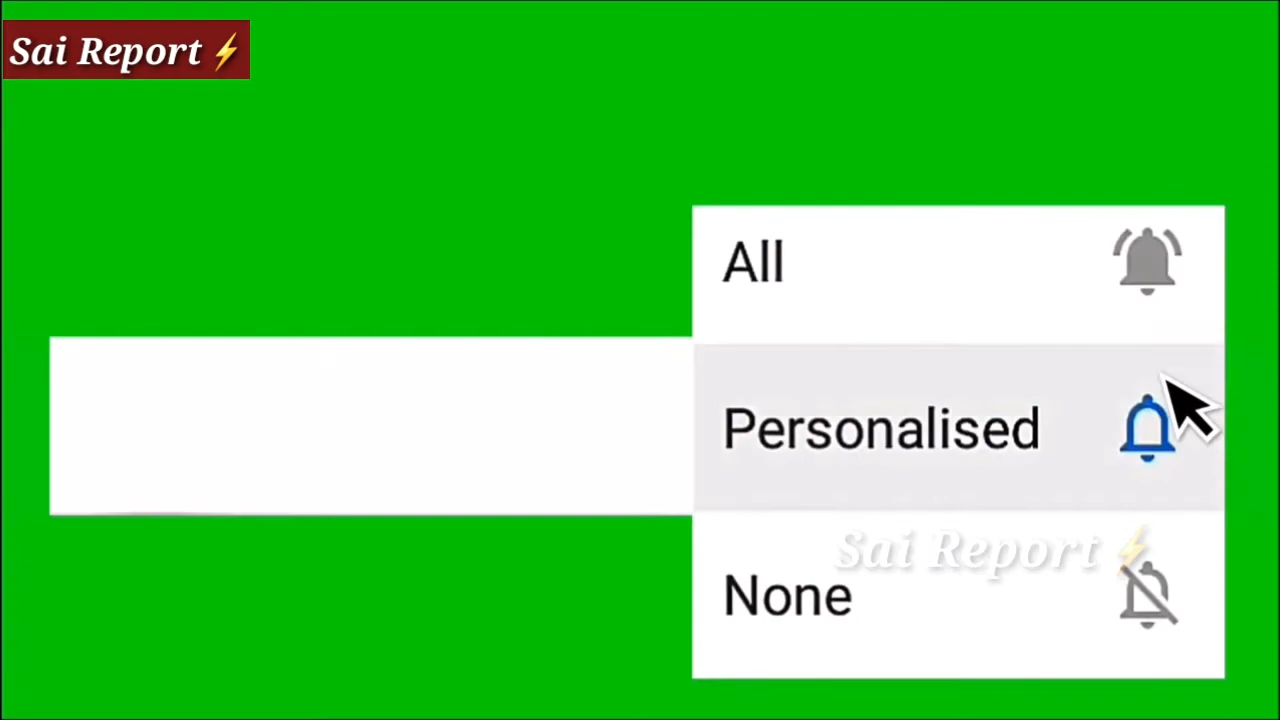 Sai Report⚡
All
Personalised
Sai Report⚡
None